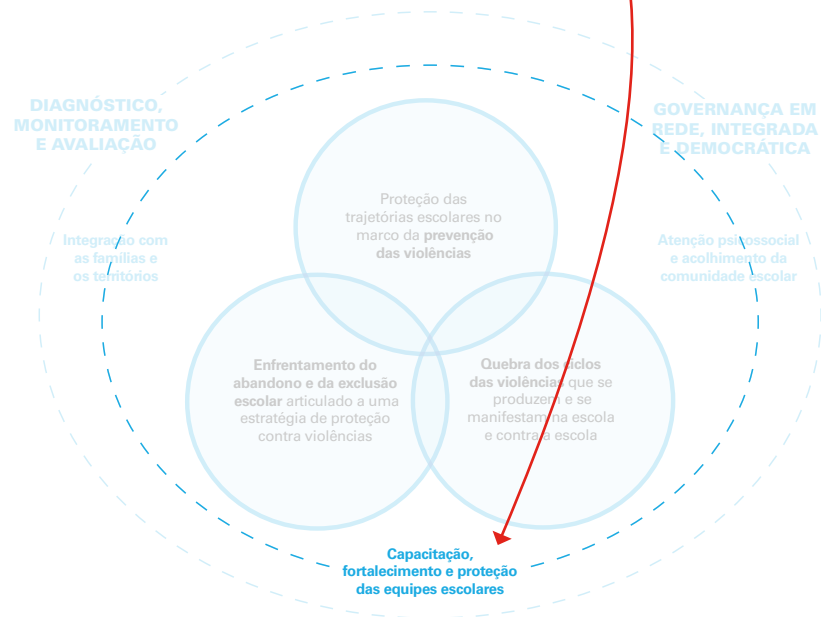 DIAGNÓSTICO,
MONITORAMENTO
E AVALIAÇÃO
GOVERNANÇA EM
REDE, INTEGRADA
E DEMOCRÁTICA
Proteção das
trajetórias escolares no
marco da prevenção
das violências
Integração com
as famílias e
os territórios
Atenção psicossocial
e acolhimento da
comunidade escolar
Enfrentamento do
abandono e da exclusão
escolar articulado a uma
estratégia de proteção
contra violências
Quebra dos ciclos
das violências que se
produzem e se
manifestam na escola
e contra a escola
Capacitação,
fortalecimento e proteção
das equipes escolares